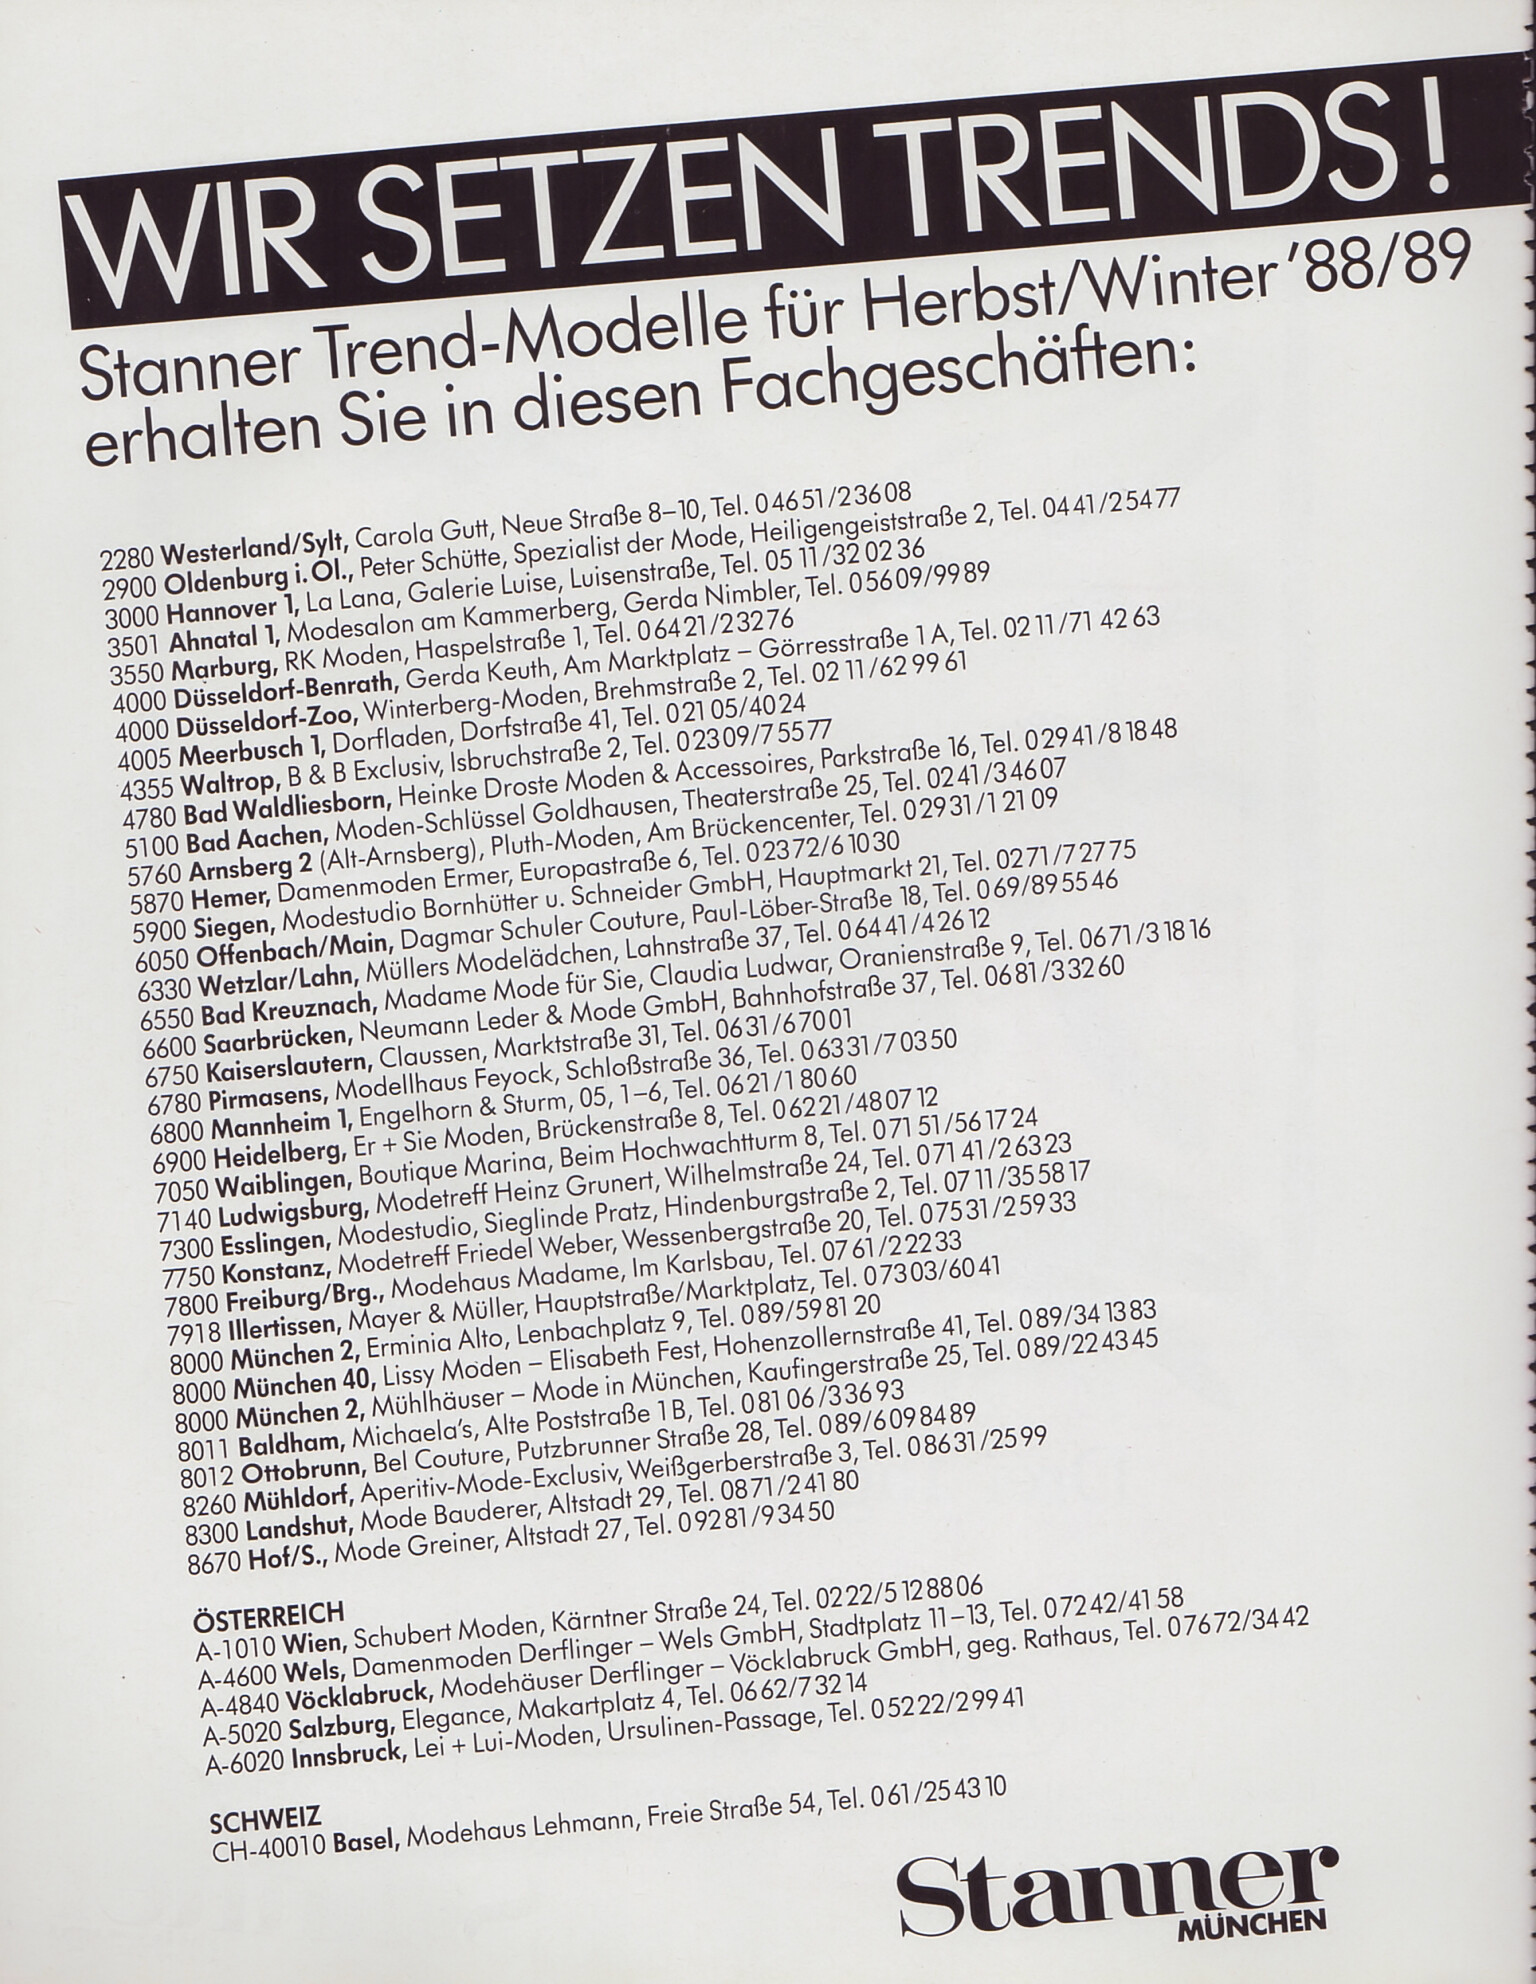 WIR SETZEN TRENDS!
Stanner Trend-Modelle für Herbst/Winter '88/89
erhalten Sie in diesen Fachgeschäften:
2280 Westerland/Sylt, Carola Gutt, Neue Straße 8–10, Tel. 04651/23608
2900 Oldenburg i. Ol., Peter Schütte, Spezialist der Mode, Heiligengeiststraße 2, Tel. 0441/25477
3000 Hannover 1, La Lana, Galerie Luise, Luisenstraße, Tel. 0511/320236
3501 Ahnatal 1, Modesalon am Kammerberg, Gerda Nimbler, Tel. 05609/9989
3550 Marburg, RK Moden, Haspelstraße 1, Tel. 06421/23276
4000 Düsseldorf-Benrath, Gerda Keuth, Am Marktplatz – Görresstraße 1 A, Tel. 0211/714263
4000 Düsseldorf-Zoo, Winterberg-Moden, Brehmstraße 2, Tel. 0211/629961
4005 Meerbusch 1, Dorfladen, Dorfstraße 41, Tel. 02105/4024
4355 Waltrop, B & B Exclusiv, Isbruchstraße 2, Tel. 02309/75577
4780 Bad Waldliesborn, Heinke Droste Moden & Accessoires, Parkstraße 16, Tel. 02941/81848
5100 Bad Aachen, Moden-Schlüssel Goldhausen, Theaterstraße 25, Tel. 0241/34607
5760 Arnsberg 2 (Alt-Arnsberg), Pluth-Moden, Am Brückencenter, Tel. 02931/12109
5870 Hemer, Damenmoden Ermer, Europastraße 6, Tel. 02372/61030
5900 Siegen, Modestudio Bornhütter u. Schneider GmbH, Hauptmarkt 21, Tel. 0271/72775
6050 Offenbach/Main, Dagmar Schuler Couture, Paul-Löber-Straße 18, Tel. 069/895546
6330 Wetzlar/Lahn, Müllers Modelädchen, Lahnstraße 37, Tel. 06441/42612
6550 Bad Kreuznach, Madame Mode für Sie, Claudia Ludwar, Oranienstraße 9, Tel. 0671/31816
6600 Saarbrücken, Neumann Leder & Mode GmbH, Bahnhofstraße 37, Tel. 0681/33260
6750 Kaiserslautern, Claussen, Marktstraße 31, Tel. 0631/67001
6780 Pirmasens, Modellhaus Feyock, Schloßstraße 36, Tel. 06331/70350
6800 Mannheim 1, Engelhorn & Sturm, 05, 1–6, Tel. 0621/18060
6900 Heidelberg, Er + Sie Moden, Brückenstraße 8, Tel. 06221/480712
7050 Waiblingen, Boutique Marina, Beim Hochwachtturm 8, Tel. 07151/561724
7140 Ludwigsburg, Modetreff Heinz Grunert, Wilhelmstraße 24, Tel. 07141/26323
7300 Esslingen, Modestudio, Sieglinde Pratz, Hindenburgstraße 2, Tel. 0711/355817
7750 Konstanz, Modetreff Friedel Weber, Wessenbergstraße 20, Tel. 07531/25933
7800 Freiburg/Brg., Modehaus Madame, Im Karlsbau, Tel. 0761/22233
7918 Illertissen, Mayer & Müller, Hauptstraße/Marktplatz, Tel. 07303/6041
8000 München 2, Erminia Alto, Lenbachplatz 9, Tel. 089/598120
8000 München 40, Lissy Moden – Elisabeth Fest, Hohenzollernstraße 41, Tel. 089/341383
8000 München 2, Mühlhäuser – Mode in München, Kaufingerstraße 25, Tel. 089/224345
8011 Baldham, Michaela's, Alte Poststraße 1B, Tel. 08106/33693
8012 Ottobrunn, Bel Couture, Putzbrunner Straße 28, Tel. 089/6098489
8260 Mühldorf, Aperitiv-Mode-Exclusiv, Weißgerberstraße 3, Tel. 08631/2599
8300 Landshut, Mode Bauderer, Altstadt 29, Tel. 0871/24180
8670 Hof/S., Mode Greiner, Altstadt 27, Tel. 09281/93450
ÖSTERREICH
A-1010 Wien, Schubert Moden, Kärntner Straße 24, Tel. 0222/5128806
A-4600 Wels, Damenmoden Derflinger – Wels GmbH, Stadtplatz 11–13, Tel. 07242/4158
A-4840 Vöcklabruck, Modehäuser Derflinger – Vöcklabruck GmbH, geg. Rathaus, Tel. 07672/3442
A-5020 Salzburg, Elegance, Makartplatz 4, Tel. 0662/73214
A-6020 Innsbruck, Lei + Lui-Moden, Ursulinen-Passage, Tel. 05222/29941
SCHWEIZ
CH-40010 Basel, Modehaus Lehmann, Freie Straße 54, Tel. 061/254310
Stanner
MÜNCHEN